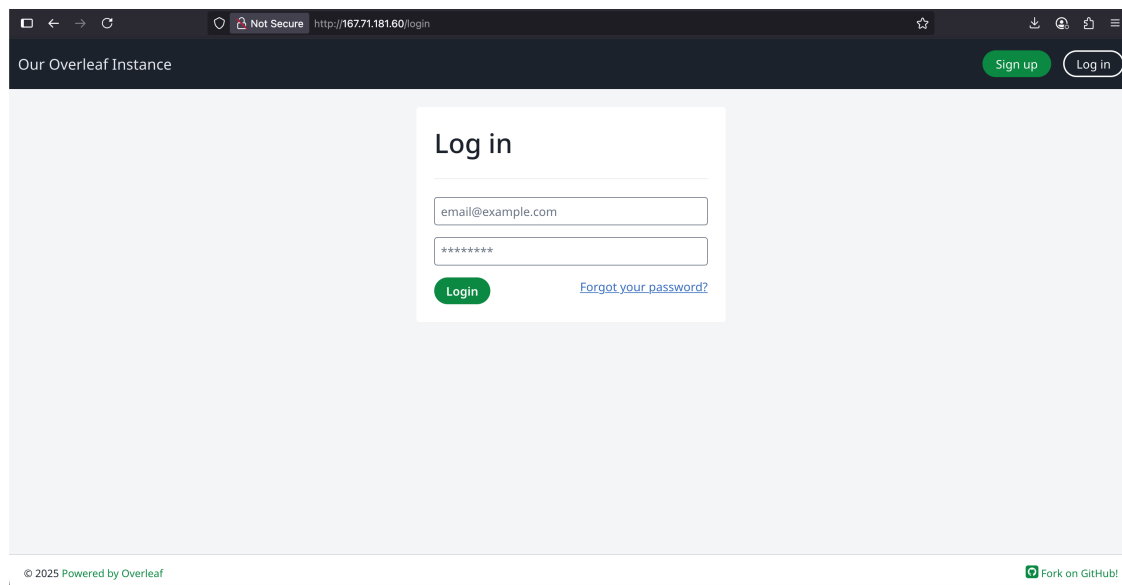 Not Secure http://167.71.181.60/login
Our Overleaf Instance
Sign up
Log in
Log in
email@example.com
********
Login
Forgot your password?
© 2025 Powered by Overleaf
Fork on GitHub!